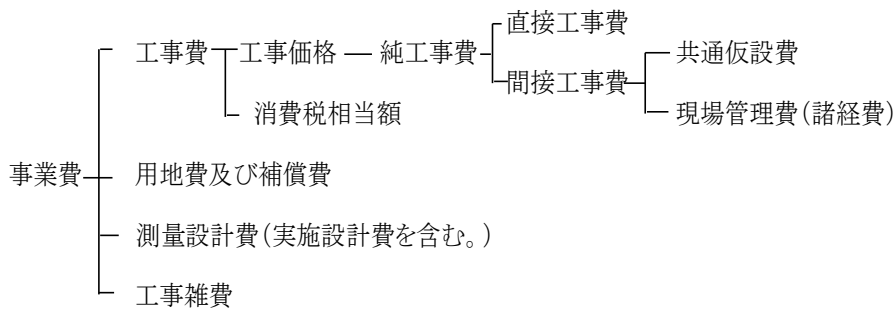 直接工事費
工事費 工事価格 純工事費 共通仮設費
間接工事費
消費税相当額 現場管理費(諸経費)
事業費 用地費及び補償費
測量設計費(実施設計費を含む。)
工事雑費